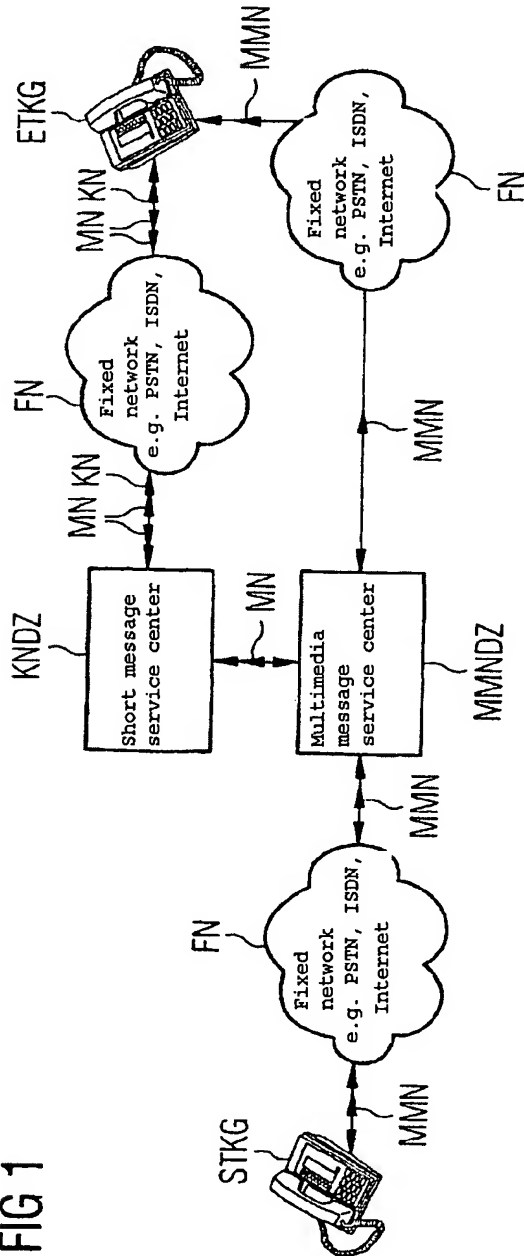 FIG 1
STKG
MMN
FN
Fixed
network
e.g. PSTN, ISDN,
Internet
MMN
KNDZ
Short message
service center
MN
Multimedia
message
service center
MMNDZ
MN KN
FN
Fixed
network
e.g. PSTN, ISDN,
Internet
MN KN
ETKG
MMN
MMN
Fixed
network
e.g. PSTN, ISDN,
Internet
FN